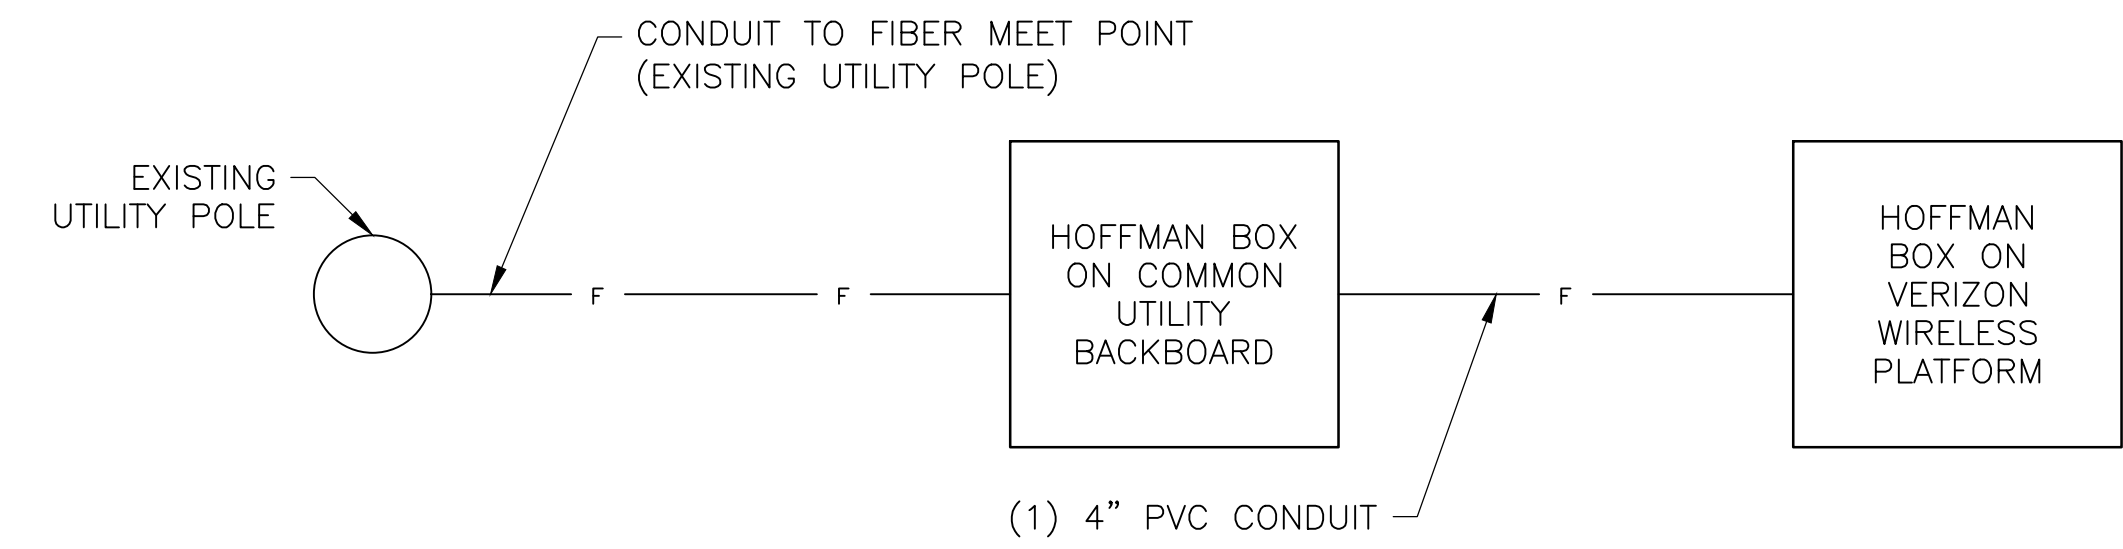 CONDUIT TO FIBER MEET POINT
(EXISTING UTILITY POLE)
EXISTING
UTILITY POLE
F
F
HOFFMAN BOX
ON COMMON
UTILITY
BACKBOARD
F
HOFFMAN
BOX ON
VERIZON
WIRELESS
PLATFORM
(1) 4” PVC CONDUIT